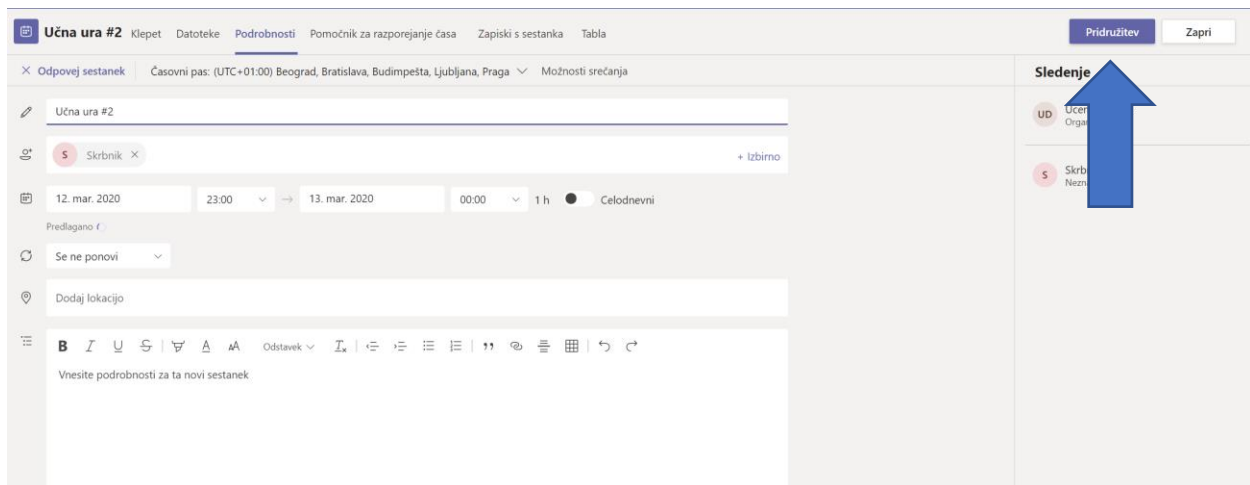 Učna ura #2 Klepet Datoteke Podrobnosti Pomočnik za razporejanje časa Zapiski s sestanka Tabla Pridružitev Zapri
Odpovej sestanek Časovni pas: (UTC+01:00) Beograd, Bratislava, Budimpešta, Ljubljana, Praga Možnosti srečanja Sledenje
Učna ura #2
UD
S Skrbnik + Izbirno
S
12. mar. 2020 23:00 → 13. mar. 2020 00:00 1 h Celodnevni
Predlagano
Se ne ponovi
Dodaj lokacijo
B I U S A AA Odstavek
Vnesite podrobnosti za ta novi sestanek